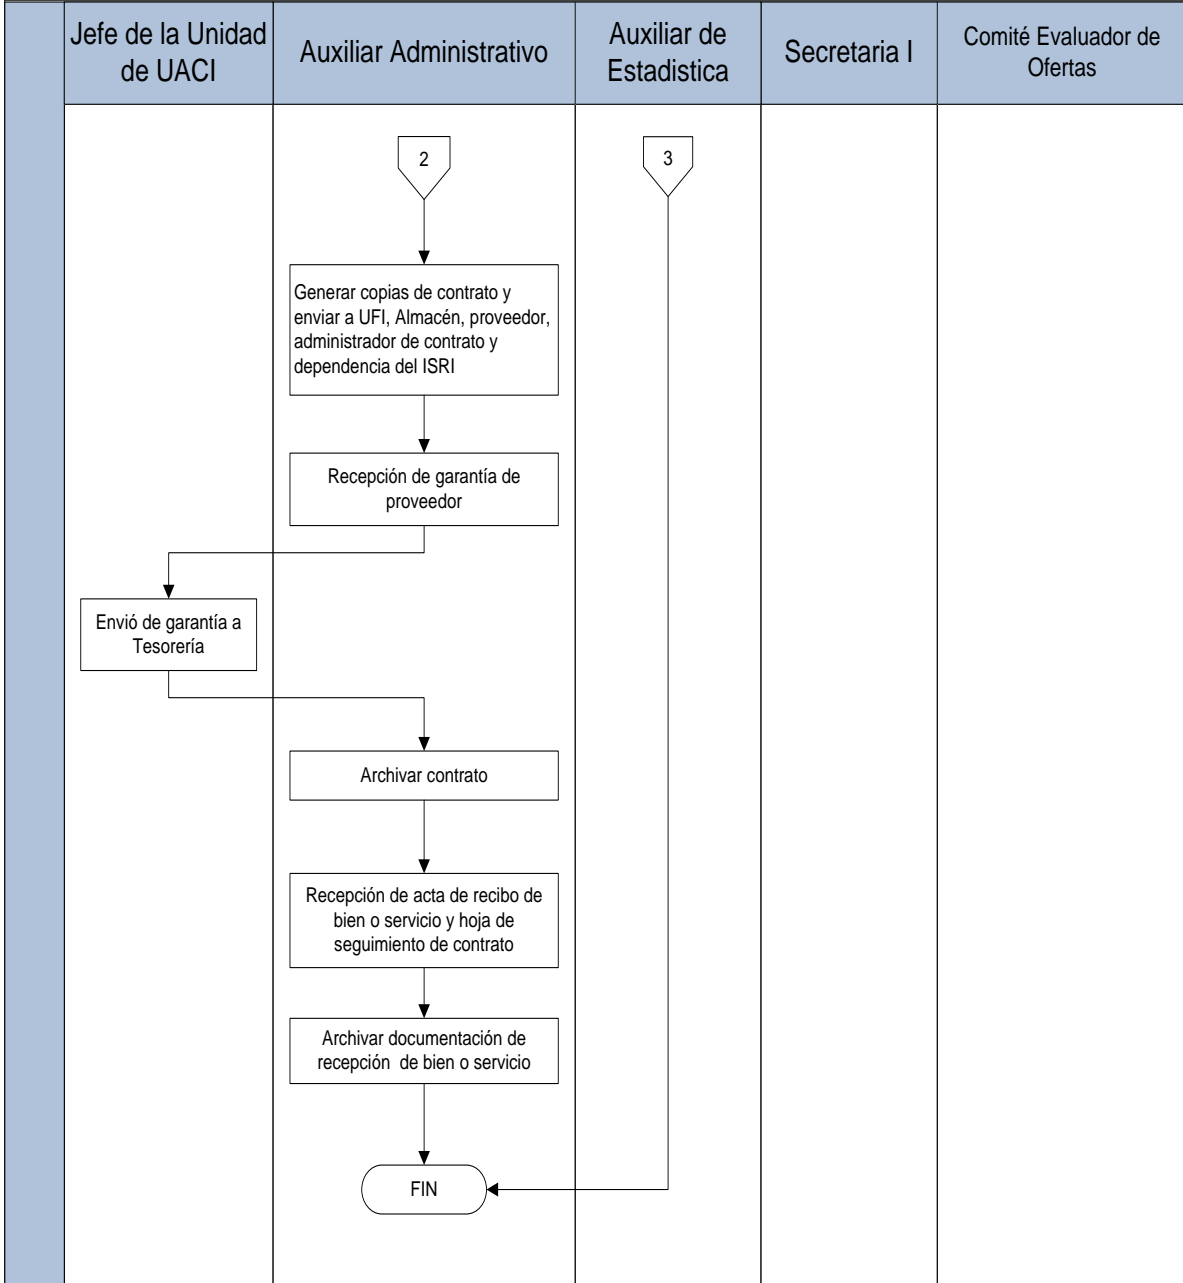 Jefe de la Unidad
de UACI
Auxiliar Administrativo
Auxiliar de
Estadistica
Secretaria I
Comité Evaluador de
Ofertas
2
3
Generar copias de contrato y
enviar a UFI, Almacén, proveedor,
administrador de contrato y
dependencia del ISRI
Recepción de garantía de
proveedor
Envió de garantía a
Tesorería
Archivar contrato
Recepción de acta de recibo de
bien o servicio y hoja de
seguimiento de contrato
Archivar documentación de
recepción de bien o servicio
FIN